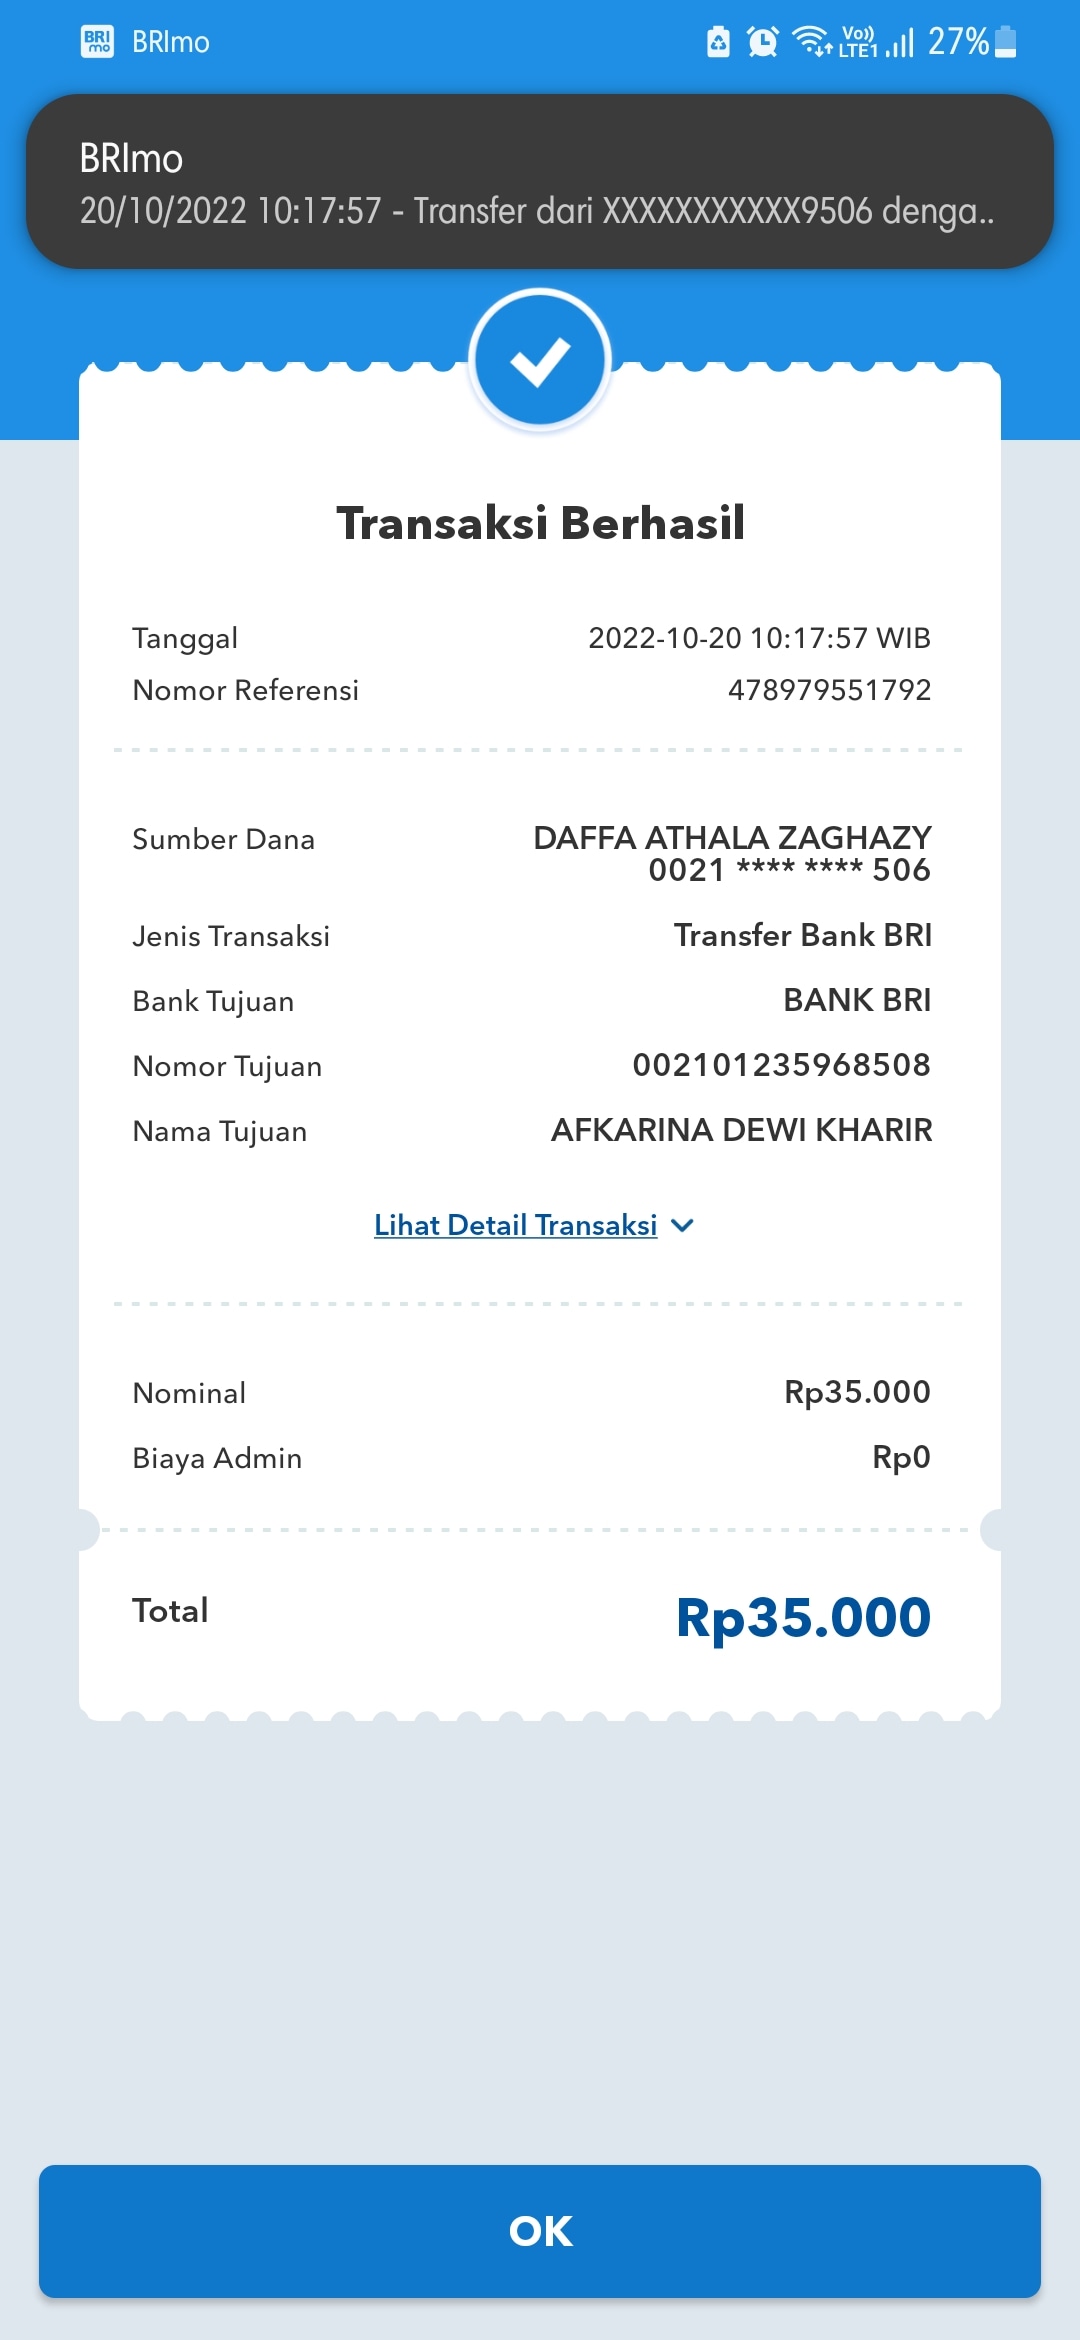 BRI
mo
BRImo
Vo))
LTE1
27%
BRImo
20/10/2022 10:17:57 - Transfer dari XXXXXXXXXXX9506 denga..
Transaksi Berhasil
Tanggal 2022-10-20 10:17:57 WIB
Nomor Referensi 478979551792
Sumber Dana DAFFA ATHALA ZAGHAZY
0021 **** **** 506
Jenis Transaksi Transfer Bank BRI
Bank Tujuan BANK BRI
Nomor Tujuan 002101235968508
Nama Tujuan AFKARINA DEWI KHARIR
Lihat Detail Transaksi
Nominal Rp35.000
Biaya Admin Rp0
Total Rp35.000
OK